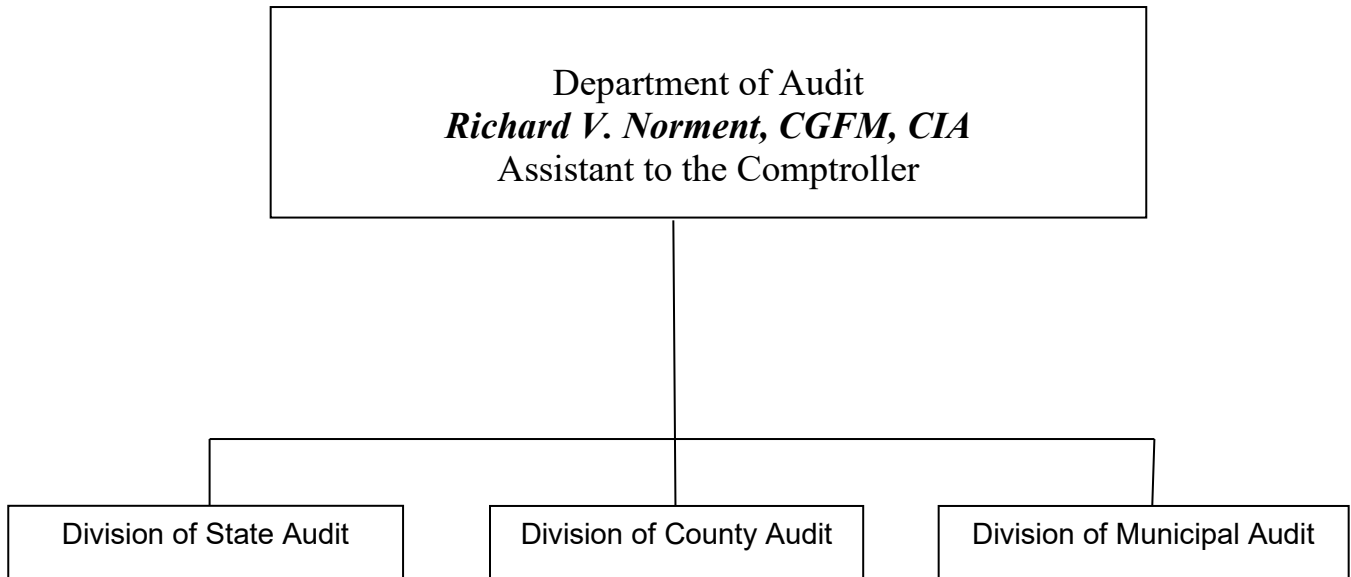 Department of Audit
Richard V. Norment, CGFM, CIA
Assistant to the Comptroller
Division of State Audit
Division of County Audit
Division of Municipal Audit